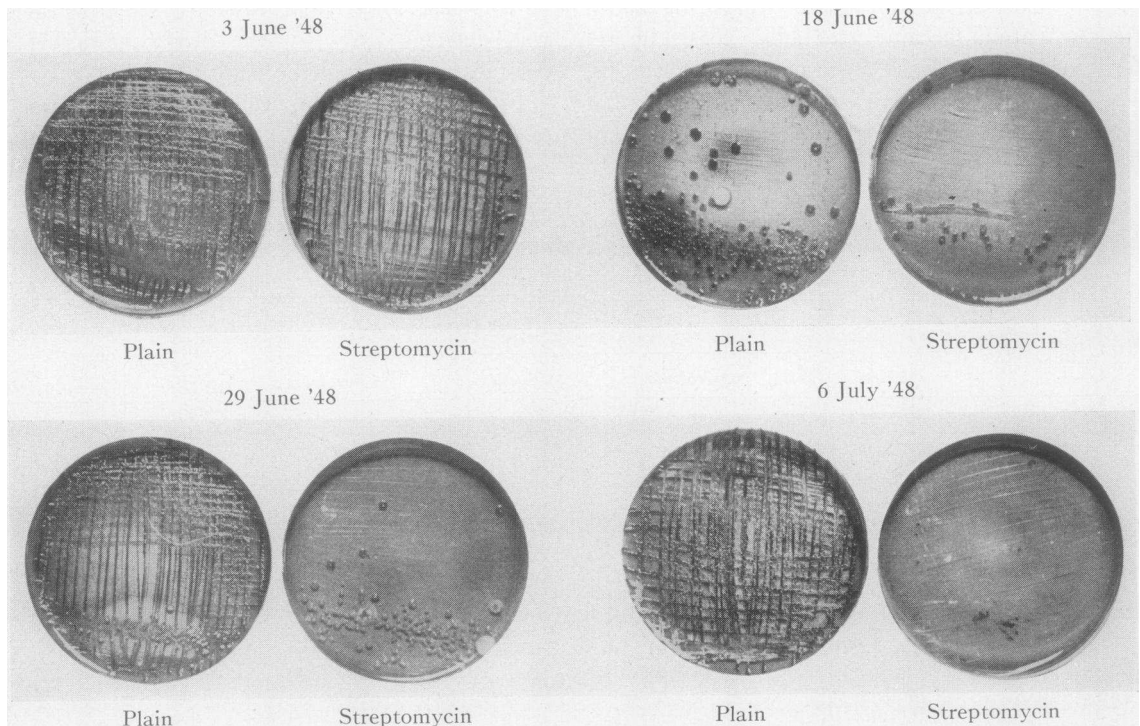 3 June '48
18 June '48
Plain
Streptomycin
Plain
Streptomycin
29 June '48
6 July '48
Plain
Streptomycin
Plain
Streptomycin